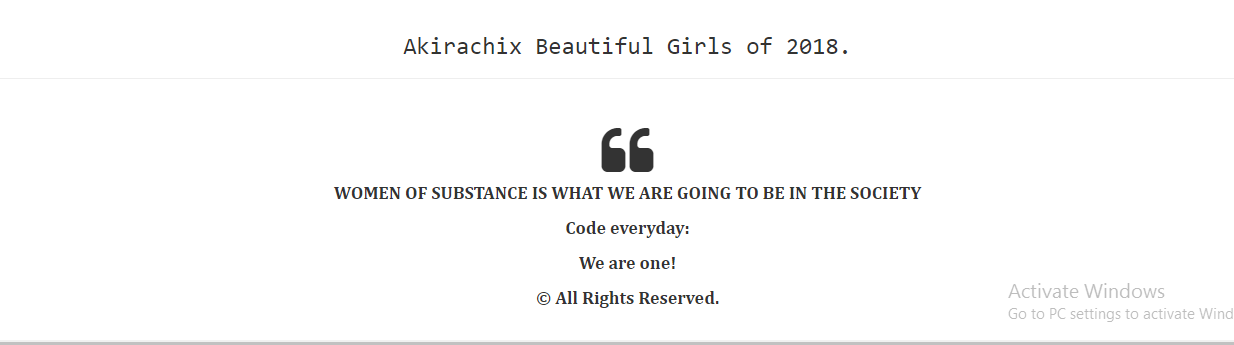 Akirachix Beautiful Girls of 2018.
❝
WOMEN OF SUBSTANCE IS WHAT WE ARE GOING TO BE IN THE SOCIETY
Code everyday:
We are one!
© All Rights Reserved.
Activate Windows
Go to PC settings to activate Wind